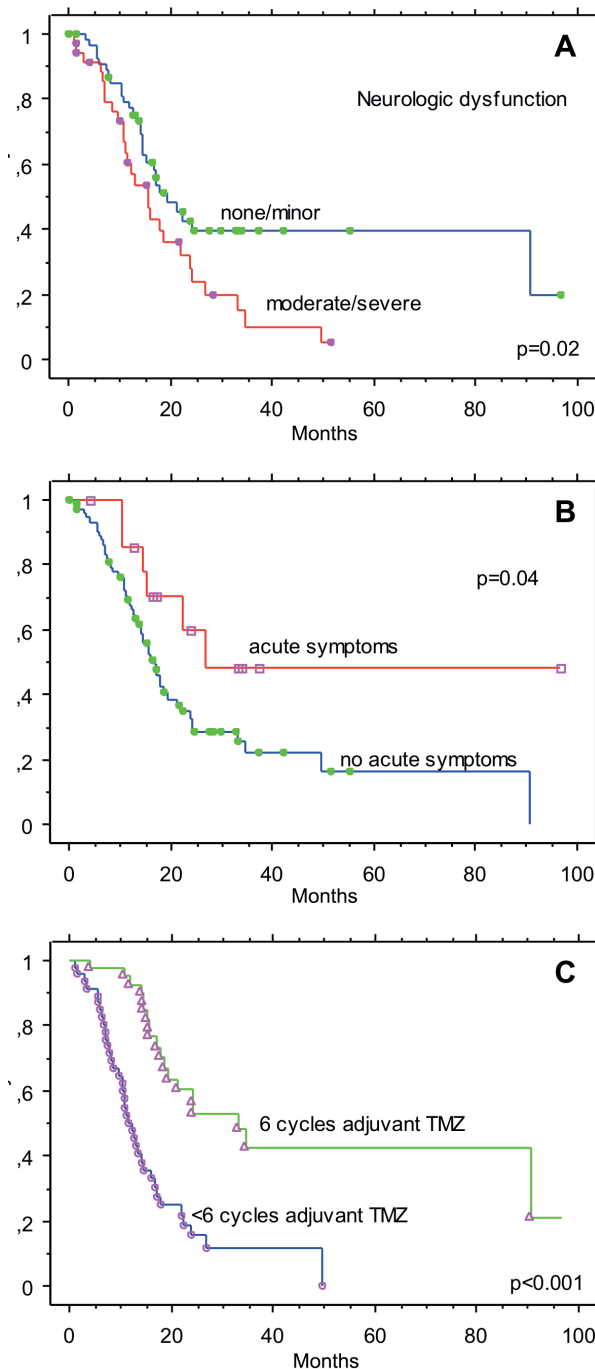 A
Neurologic dysfunction
1
,8
,6
,4
,2
0
none/minor
moderate/severe
p=0.02
0 20 40 60 80 100
Months
B
1
,8
,6
,4
,2
0
p=0.04
acute symptoms
no acute symptoms
0 20 40 60 80 100
Months
C
1
,8
,6
,4
,2
0
6 cycles adjuvant TMZ
<6 cycles adjuvant TMZ
p<0.001
0 20 40 60 80 100
Months